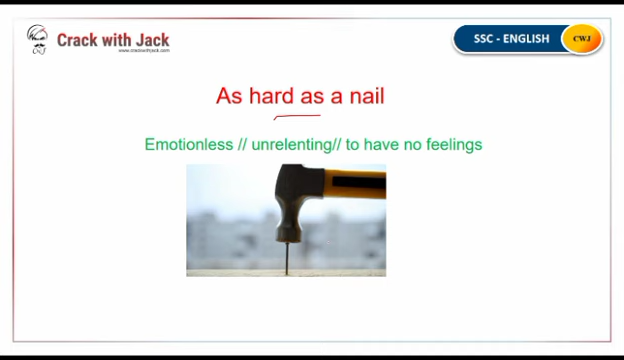 Crack with Jack
www.crackwithjack.com
SSC - ENGLISH
CWJ
As hard as a nail
Emotionless // unrelenting// to have no feelings